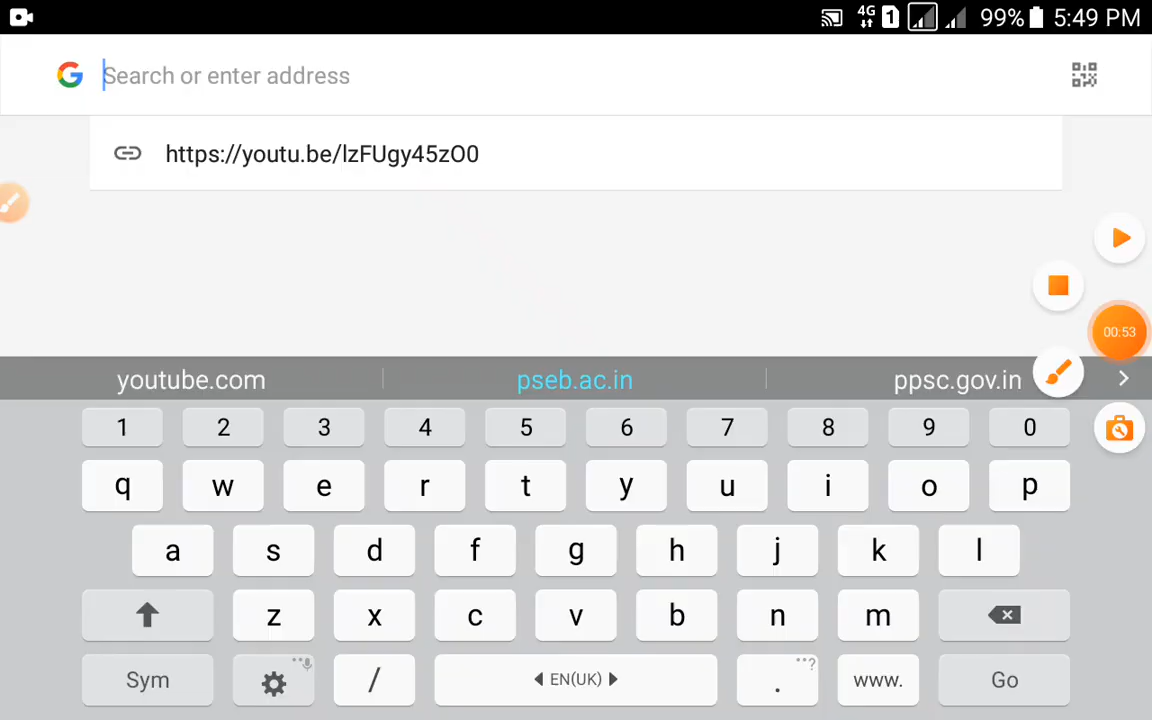 4G 1 99% 5:49 PM
Search or enter address
https://youtu.be/lzFUgy45zO0
00:53
youtube.com pseb.ac.in ppsc.gov.in
1 2 3 4 5 6 7 8 9 0
q w e r t y u i o p
a s d f g h j k l
z x c v b n m
Sym / EN(UK) . ? www. Go